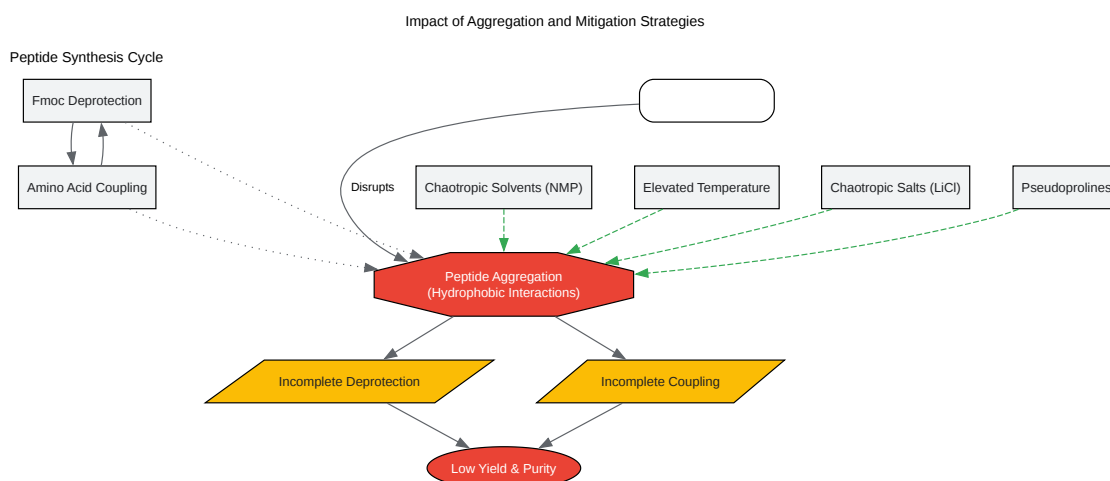 Impact of Aggregation and Mitigation Strategies
Peptide Synthesis Cycle
Fmoc Deprotection
Amino Acid Coupling
Disrupts
Chaotropic Solvents (NMP)
Elevated Temperature
Chaotropic Salts (LiCl)
Pseudoprolines
Peptide Aggregation
(Hydrophobic Interactions)
Incomplete Deprotection
Incomplete Coupling
Low Yield & Purity